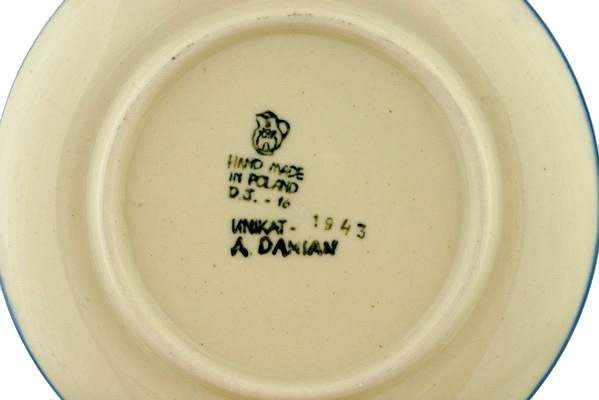 HAND MADE
IN POLAND
D.J. - 16
UNIKAT - 1943
A. DAMIAN